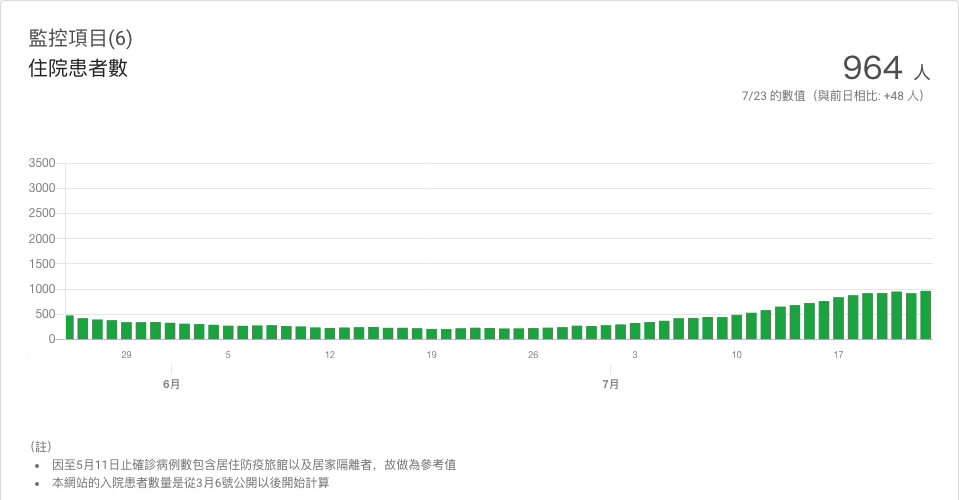 監控項目(6)
住院患者數
964 人
7/23 的數值（與前日相比: +48 人）
3500
3000
2500
2000
1500
1000
500
0
29 5 12 19 26 3 10 17
6月 7月
（註）
• 因至5月11日止確診病例數包含居住防疫旅館以及居家隔離者，故做為參考值
• 本網站的入院患者數量是從3月6號公開以後開始計算